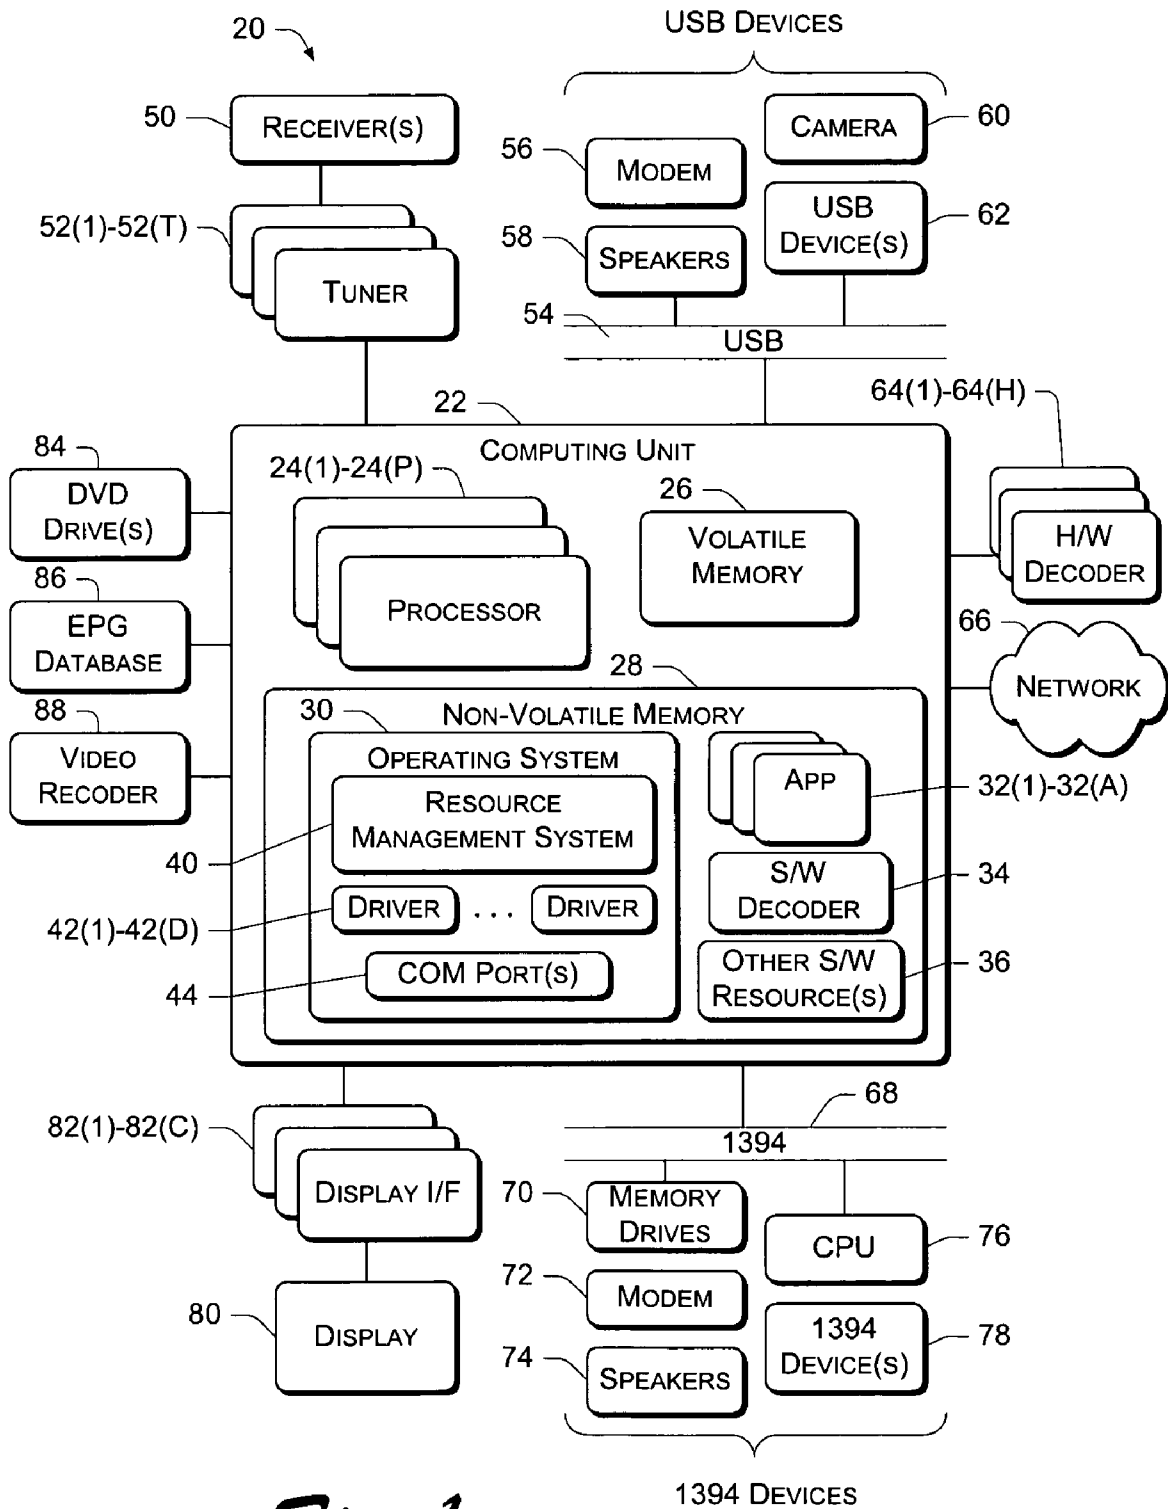 20
USB DEVICES
50
RECEIVER(S)
56
MODEM
CAMERA
60
52(1)-52(T)
TUNER
58
SPEAKERS
USB
DEVICE(S)
62
54
USB
22
COMPUTING UNIT
64(1)-64(H)
84
DVD
DRIVE(S)
24(1)-24(P)
PROCESSOR
26
VOLATILE
MEMORY
H/W
DECODER
86
EPG
DATABASE
66
NETWORK
88
VIDEO
RECODER
28
NON-VOLATILE MEMORY
30
OPERATING SYSTEM
RESOURCE
MANAGEMENT SYSTEM
40
APP
32(1)-32(A)
S/W
DECODER
34
42(1)-42(D)
DRIVER
...
DRIVER
44
COM PORT(S)
OTHER S/W
RESOURCE(S)
36
82(1)-82(C)
DISPLAY I/F
68
1394
70
MEMORY
DRIVES
CPU
76
80
DISPLAY
72
MODEM
74
SPEAKERS
1394
DEVICE(S)
78
1394 DEVICES